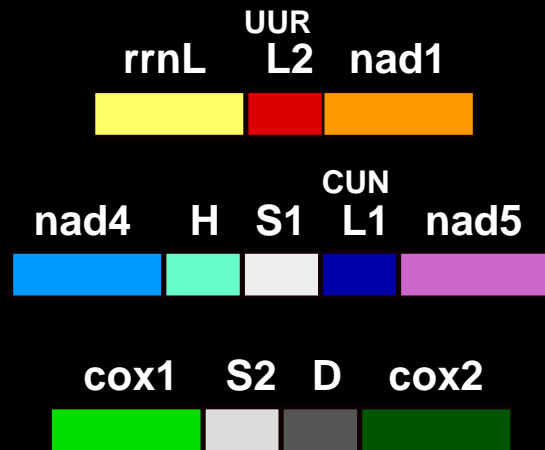 UUR
rrnL L2 nad1
CUN
nad4 H S1 L1 nad5
cox1 S2 D cox2